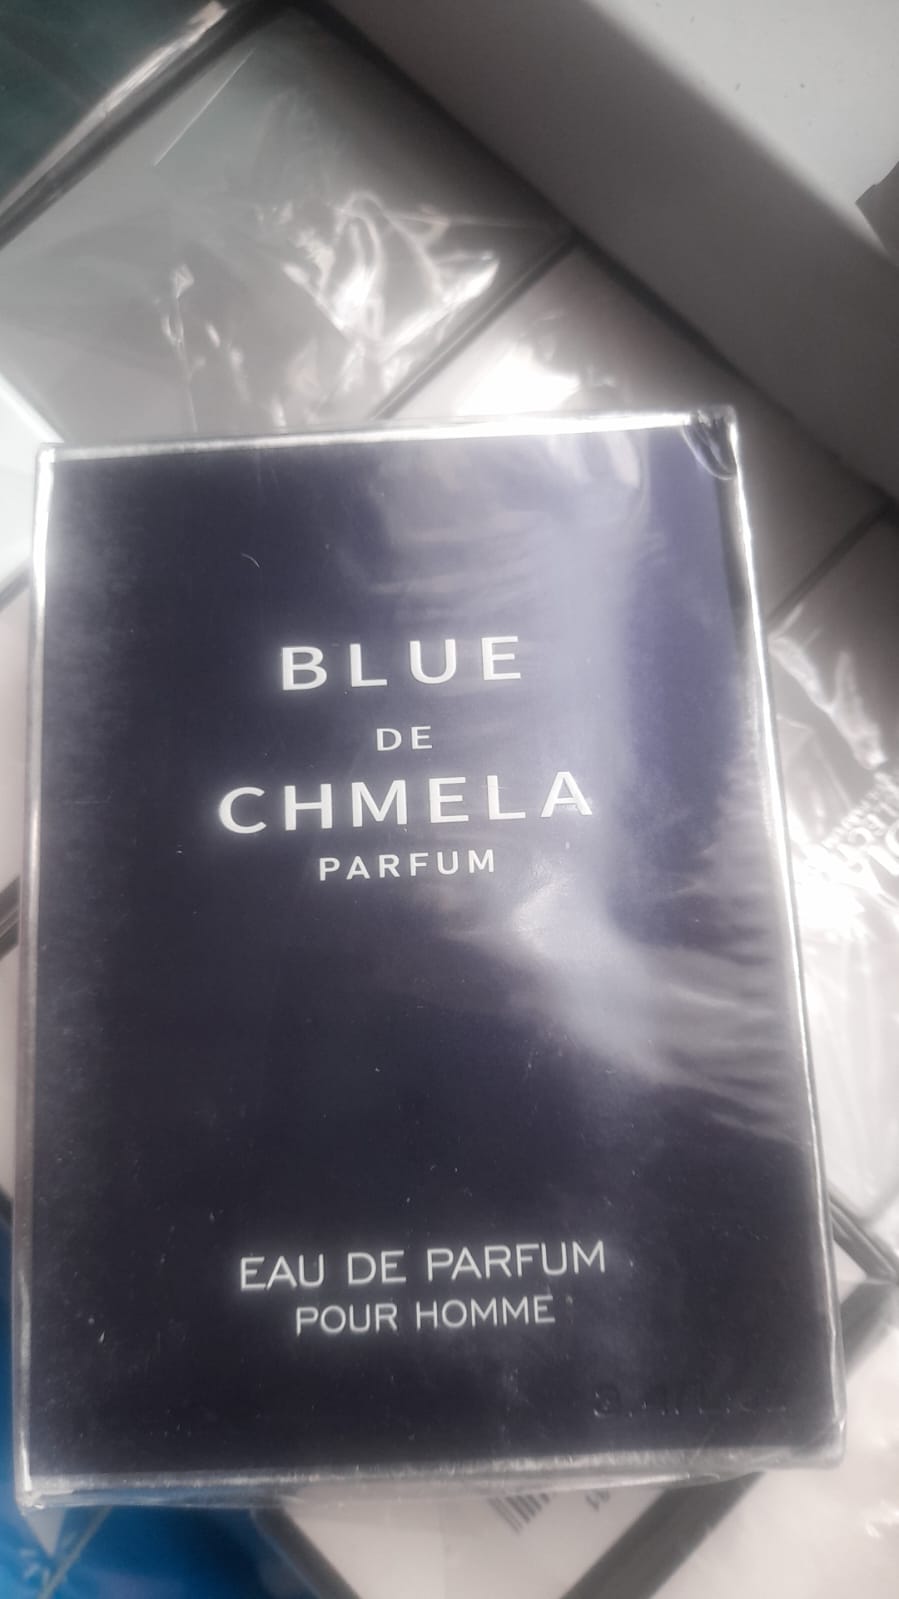 BLUE
DE
CHMELA
PARFUM
EAU DE PARFUM
POUR HOMME